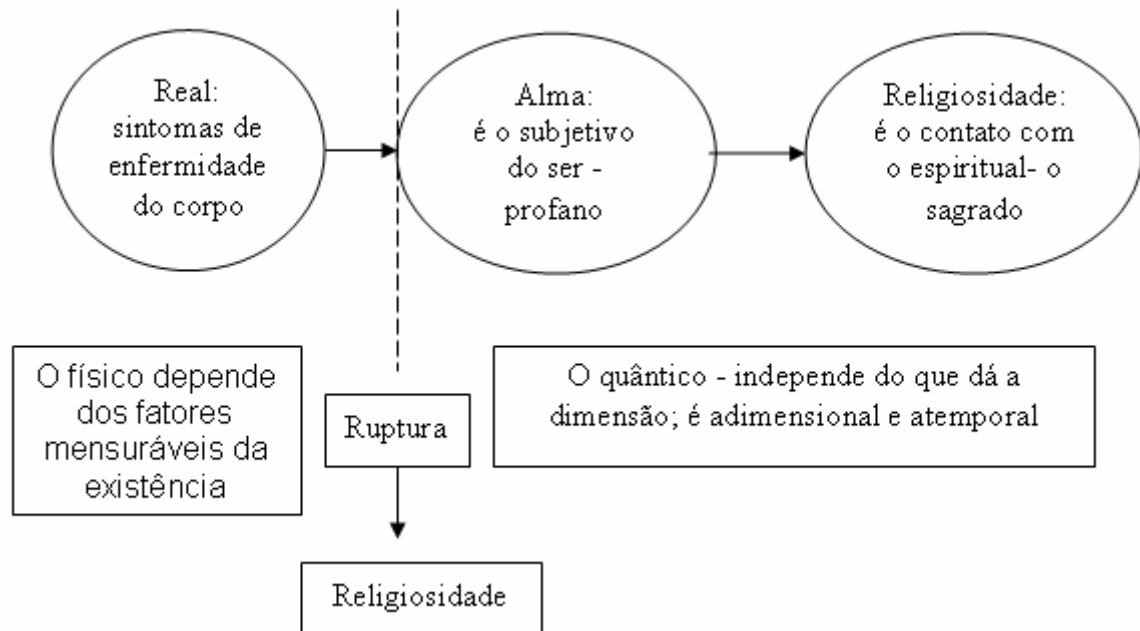 Real:
sintomas de
enfermidade
do corpo
Alma:
é o subjetivo
do ser -
profano
Religiosidade:
é o contato com
o espiritual- o
sagrado
O físico depende
dos fatores
mensuráveis da
existência
Ruptura
O quântico - independe do que dá a
dimensão; é adimensional e atemporal
Religiosidade